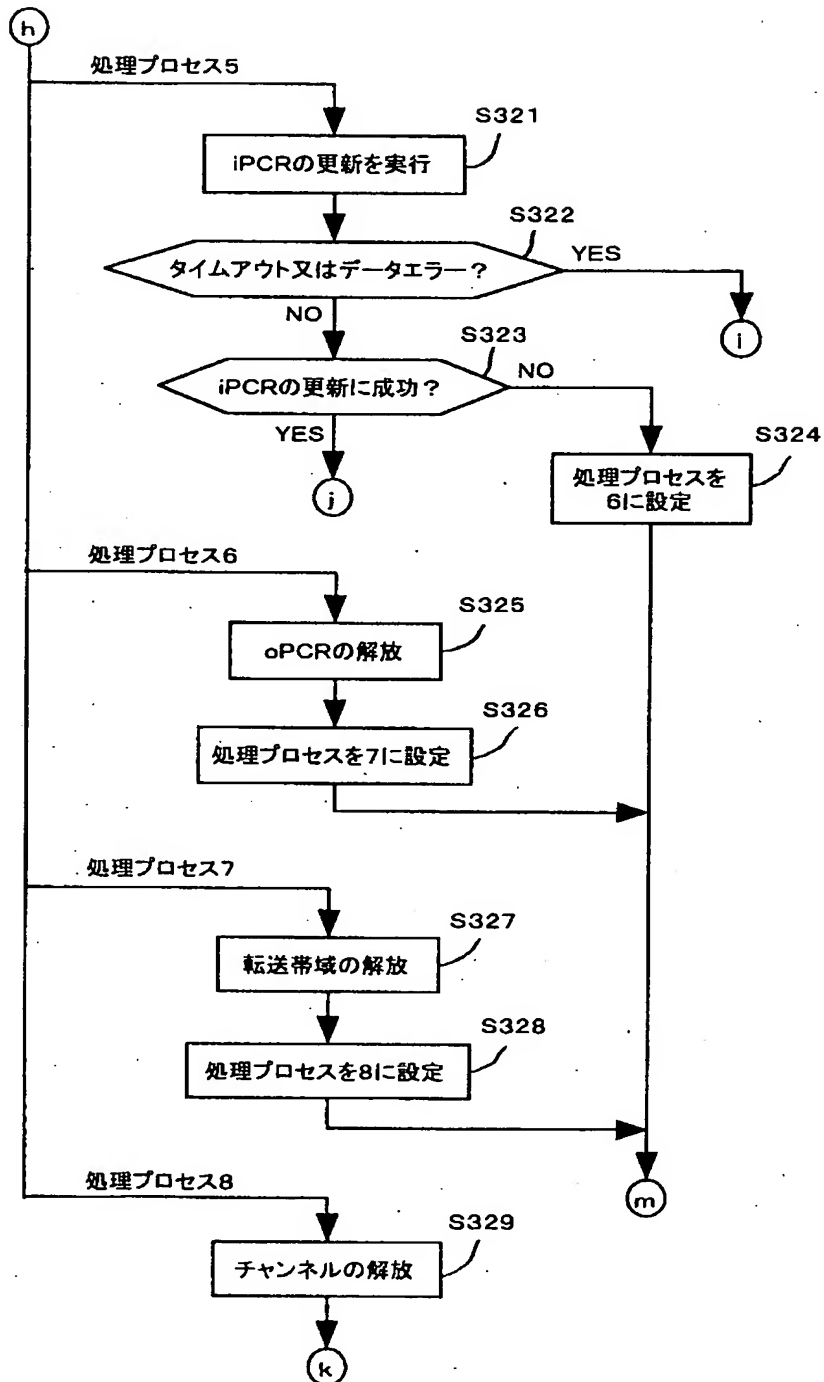 h
処理プロセス5
S321
iPCRの更新を実行
S322
タイムアウト又はデータエラー?
YES
NO
i
S323
iPCRの更新に成功?
NO
YES
j
S324
処理プロセスを
6に設定
処理プロセス6
S325
oPCRの解放
S326
処理プロセスを7に設定
処理プロセス7
S327
転送帯域の解放
S328
処理プロセスを8に設定
処理プロセス8
m
S329
チャンネルの解放
k